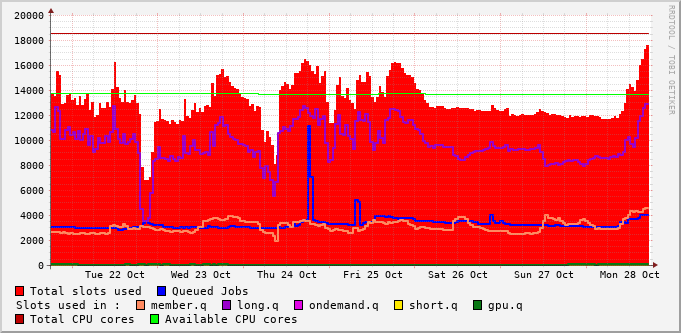 20000
18000
16000
14000
12000
10000
8000
6000
4000
2000
0
Tue 22 Oct Wed 23 Oct Thu 24 Oct Fri 25 Oct Sat 26 Oct Sun 27 Oct Mon 28 Oct
Total slots used Queued Jobs
Slots used in : member.q long.q ondemand.q short.q gpu.q
Total CPU cores Available CPU cores
RRDTOOL / TOBI OETIKER